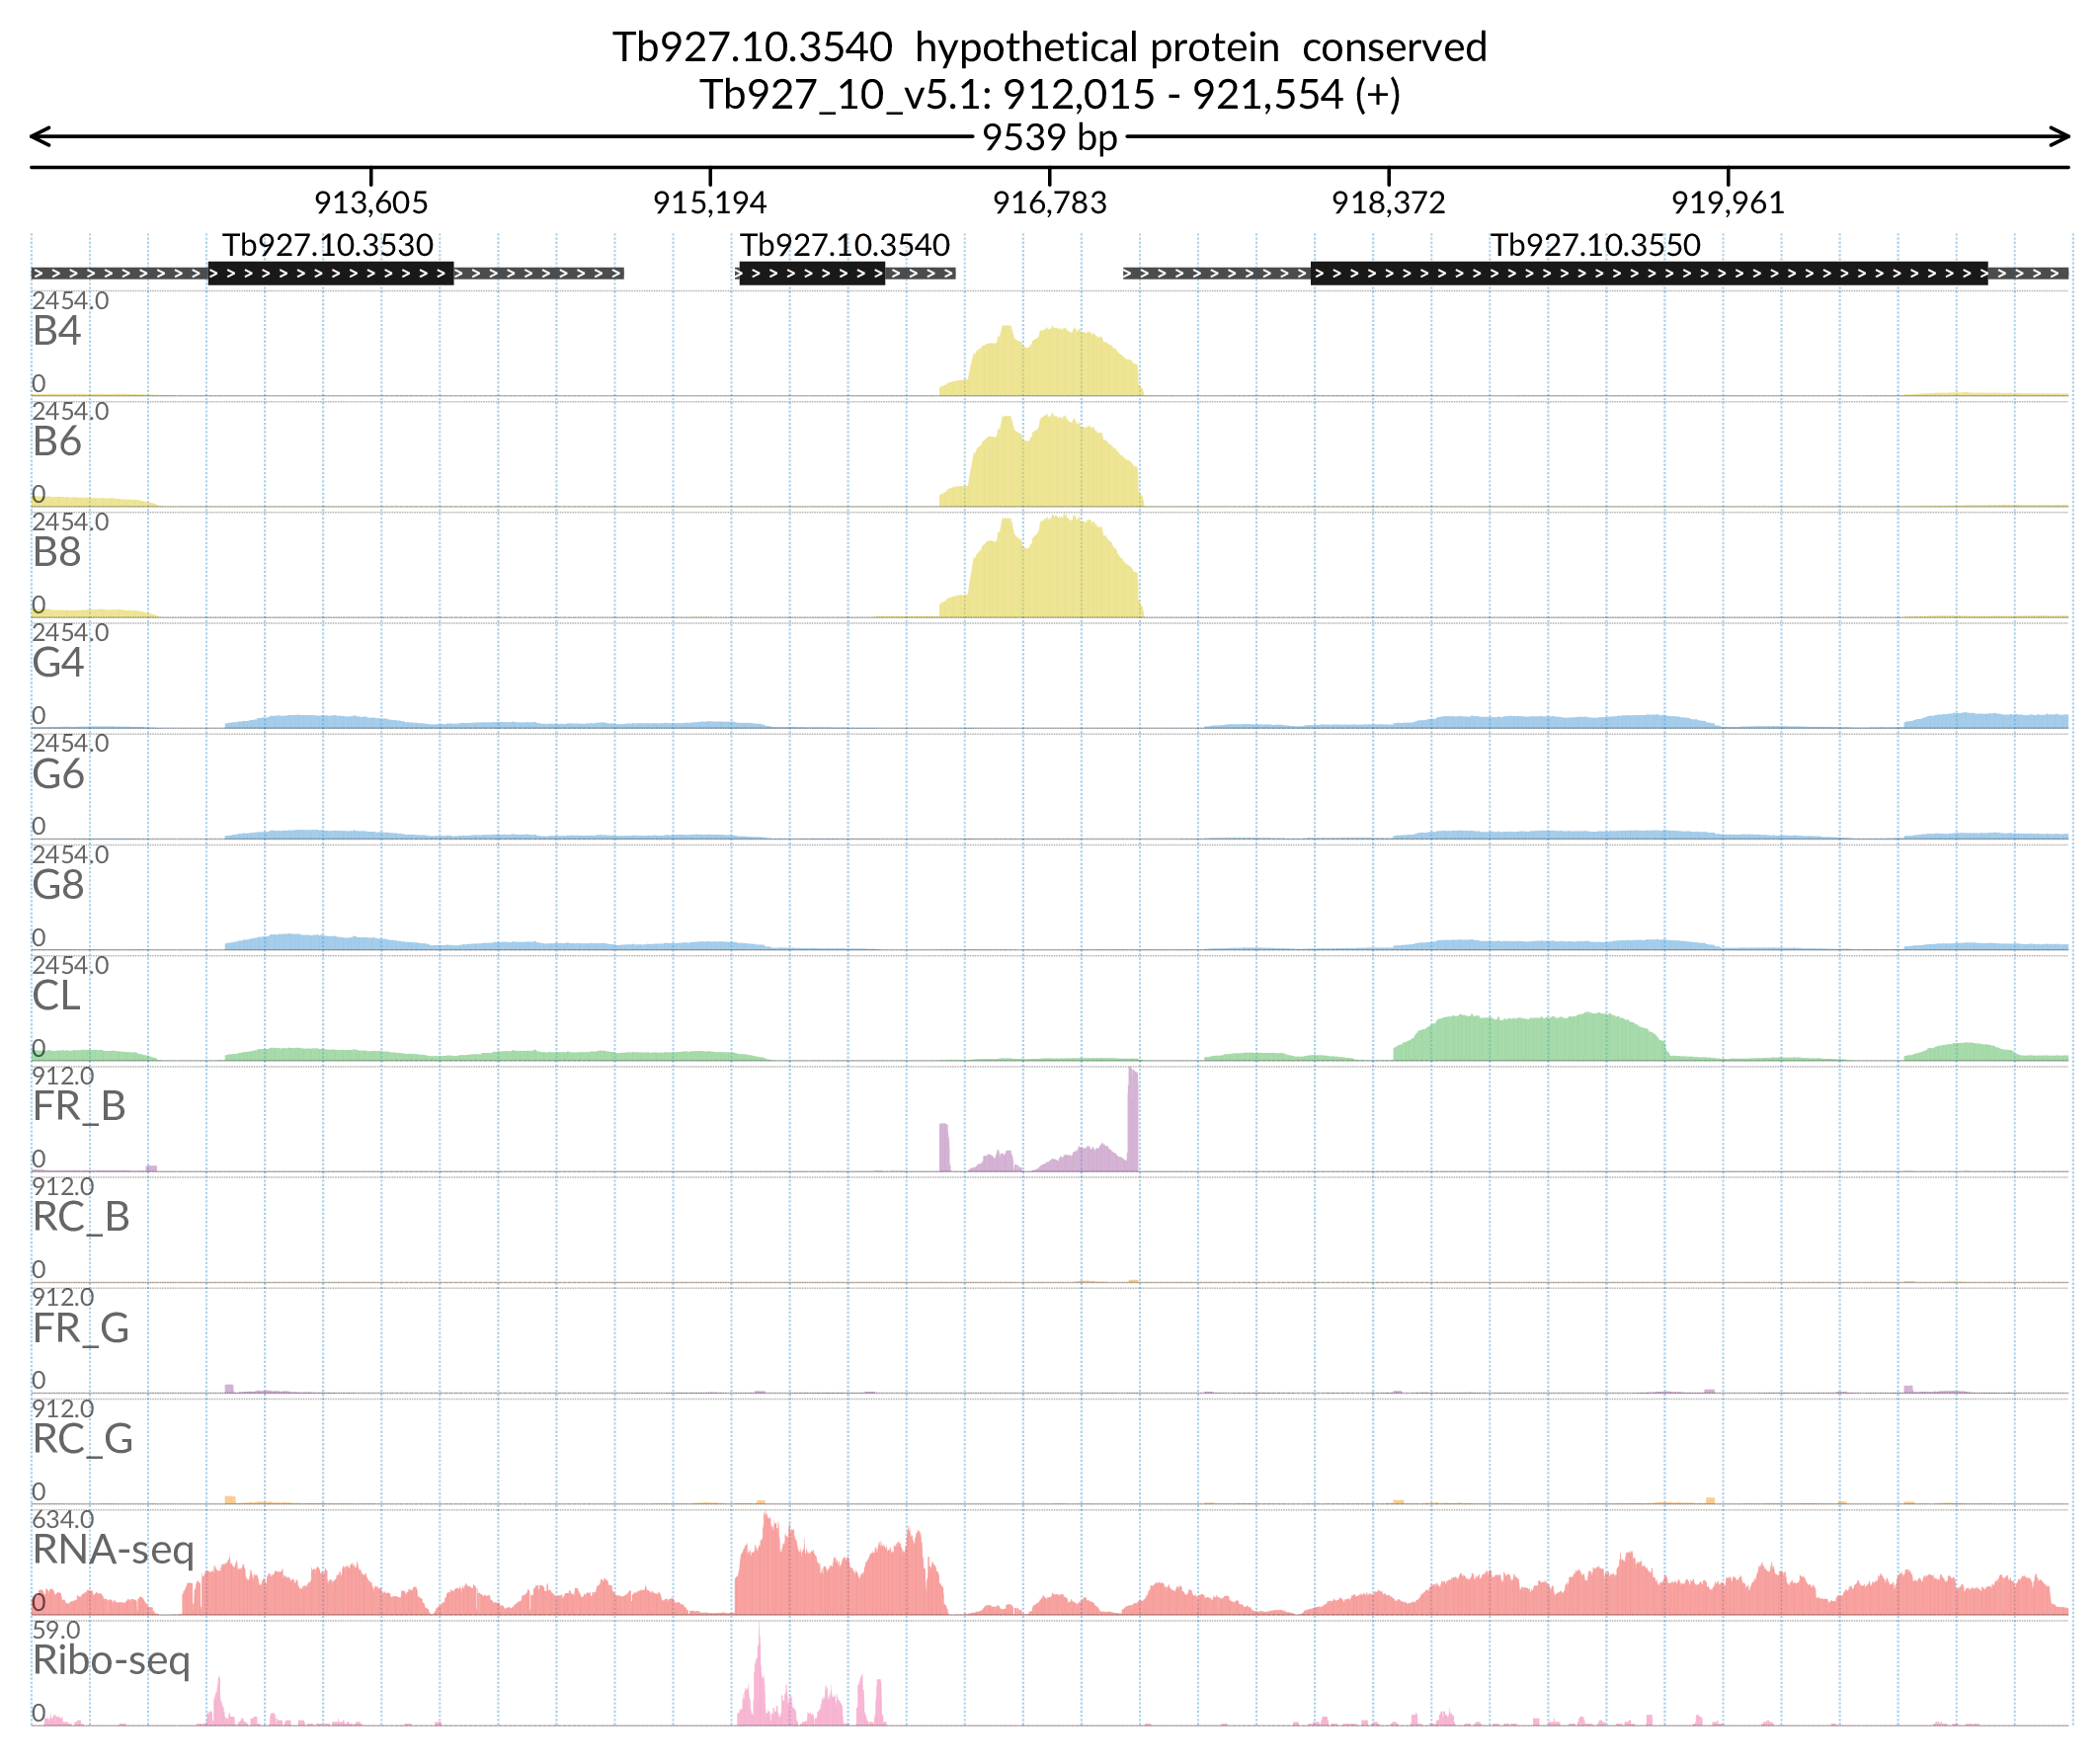 Tb927.10.3540 hypothetical protein conserved
Tb927_10_v5.1: 912,015 - 921,554 (+)
9539 bp
913,605 915,194 916,783 918,372 919,961
Tb927.10.3530 Tb927.10.3540 Tb927.10.3550
2454.0
B4
0
2454.0
B6
0
2454.0
B8
0
2454.0
G4
0
2454.0
G6
0
2454.0
G8
0
2454.0
CL
0
912.0
FR_B
0
912.0
RC_B
0
912.0
FR_G
0
912.0
RC_G
0
634.0
RNA-seq
0
59.0
Ribo-seq
0